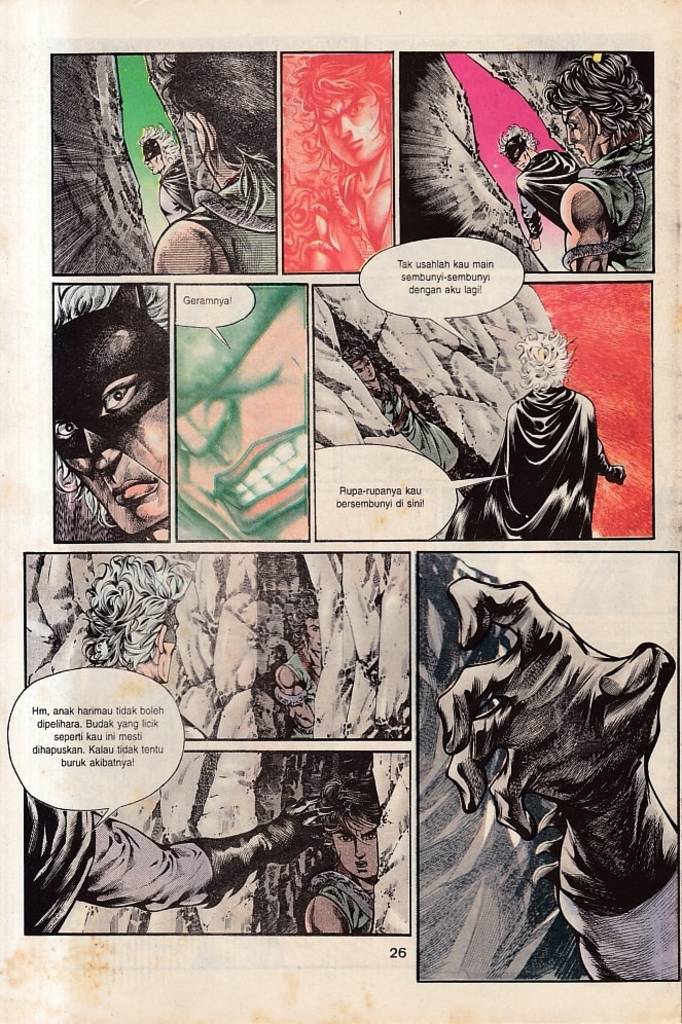 Tak usahlah kau main
sembunyi-sembunyi
dengan aku lagi!
Geramnya!
Rupa-rupanya kau
bersembunyi di sini!
Hm, anak harimau tidak boleh
dipelihara. Budak yang licik
seperti kau ini mesti
dihapuskan. Kalau tidak tentu
buruk akibatnya!
26